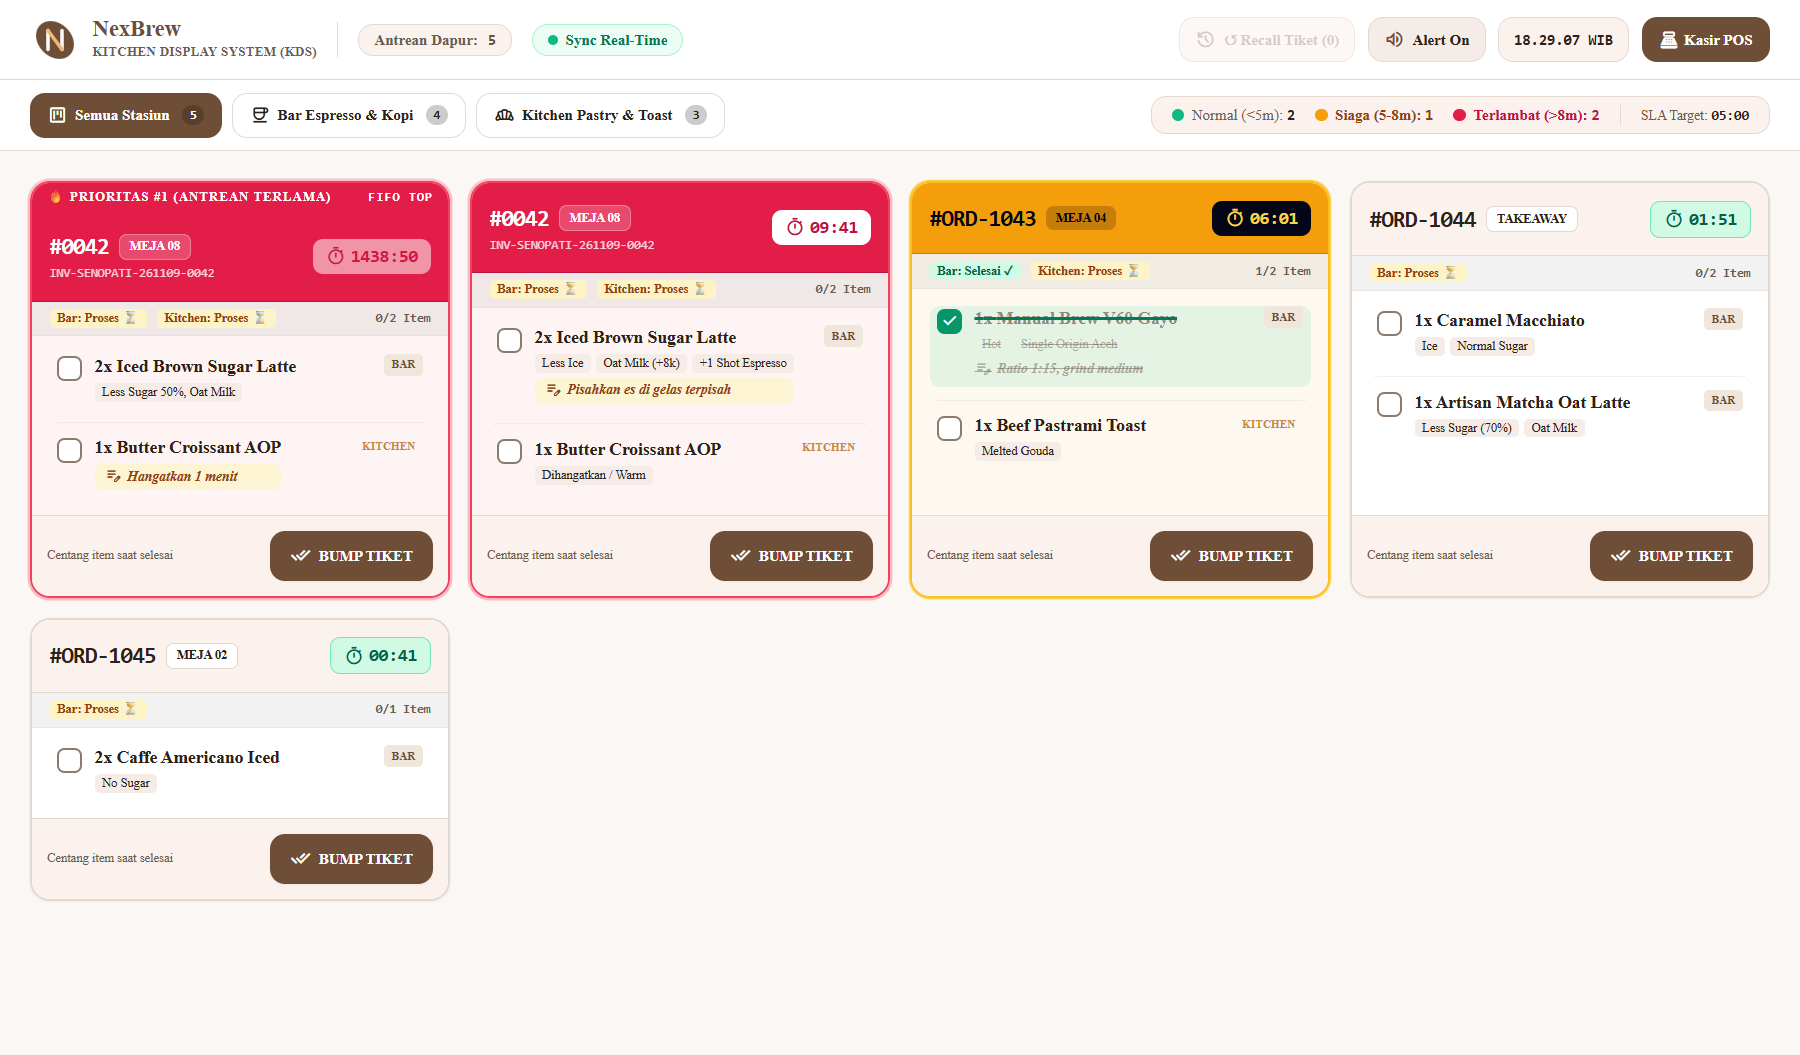 NexBrew
KITCHEN DISPLAY SYSTEM (KDS)
Antrean Dapur: 5
Sync Real-Time
↺ Recall Tiket (0)
Alert On
18.29.07 WIB
Kasir POS
Semua Stasiun 5
Bar Espresso & Kopi 4
Kitchen Pastry & Toast 3
Normal (<5m): 2
Siaga (5-8m): 1
Terlambat (>8m): 2
SLA Target: 05:00
🔥 PRIORITAS #1 (ANTREAN TERLAMA) FIFO TOP
#0042 MEJA 08
INV-SENOPATI-261109-0042
1438:50
Bar: Proses ⏳ Kitchen: Proses ⏳ 0/2 Item
2x Iced Brown Sugar Latte BAR
Less Sugar 50%, Oat Milk
1x Butter Croissant AOP KITCHEN
Hangatkan 1 menit
Centang item saat selesai
BUMP TIKET
#0042 MEJA 08
INV-SENOPATI-261109-0042
09:41
Bar: Proses ⏳ Kitchen: Proses ⏳ 0/2 Item
2x Iced Brown Sugar Latte BAR
Less Ice Oat Milk (+8k) +1 Shot Espresso
Pisahkan es di gelas terpisah
1x Butter Croissant AOP KITCHEN
Dihangatkan / Warm
Centang item saat selesai
BUMP TIKET
#ORD-1043 MEJA 04
06:01
Bar: Selesai ✓ Kitchen: Proses ⏳ 1/2 Item
1x Manual Brew V60 Gayo BAR
Hot Single Origin Aceh
Ratio 1:15, grind medium
1x Beef Pastrami Toast KITCHEN
Melted Gouda
Centang item saat selesai
BUMP TIKET
#ORD-1044 TAKEAWAY
01:51
Bar: Proses ⏳ 0/2 Item
1x Caramel Macchiato BAR
Ice Normal Sugar
1x Artisan Matcha Oat Latte BAR
Less Sugar (70%) Oat Milk
Centang item saat selesai
BUMP TIKET
#ORD-1045 MEJA 02
00:41
Bar: Proses ⏳ 0/1 Item
2x Caffe Americano Iced BAR
No Sugar
Centang item saat selesai
BUMP TIKET